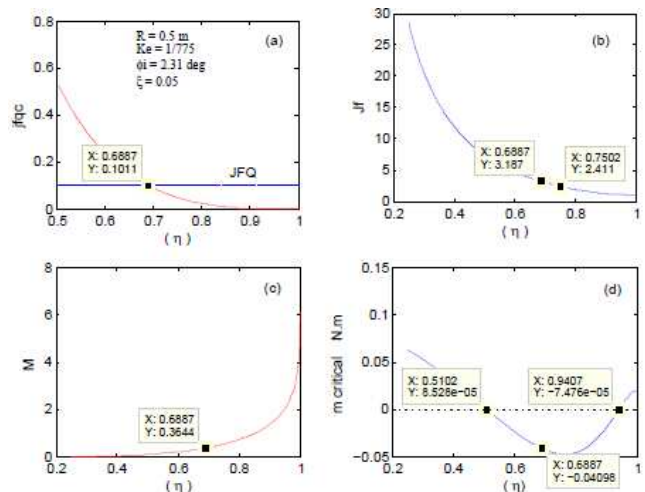 0.8
0.6
0.4
0.2
0
jfqc
R = 0.5 m
Ke = 1/775
ϕi = 2.31 deg
ξ = 0.05
(a)
X: 0.6887
Y: 0.1011
JFQ
0.5 0.6 0.7 0.8 0.9 1
( η )
30
25
20
15
10
5
0
Jf
(b)
X: 0.6887
Y: 3.187
X: 0.7502
Y: 2.411
0.2 0.4 0.6 0.8 1
( η )
8
6
4
2
0
M
(c)
X: 0.6887
Y: 0.3644
0.2 0.4 0.6 0.8 1
( η )
0.15
0.1
0.05
0
−0.05
m critical N.m
(d)
X: 0.5102
Y: 8.528e−05
X: 0.9407
Y: −7.476e−05
X: 0.6887
Y: −0.04098
0.2 0.4 0.6 0.8 1
(η)